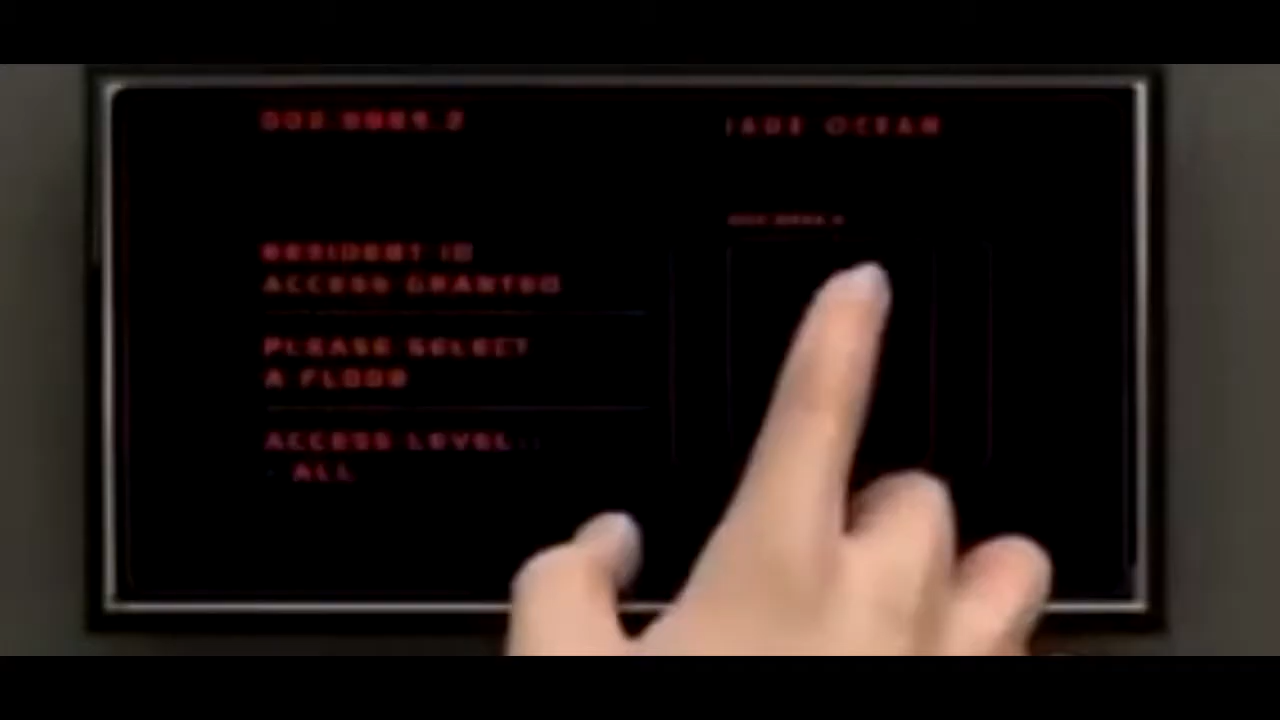 JADE OCEAN
RESIDENT ID
ACCESS GRANTED
PLEASE SELECT
A FLOOR
ACCESS LEVEL:
- ALL